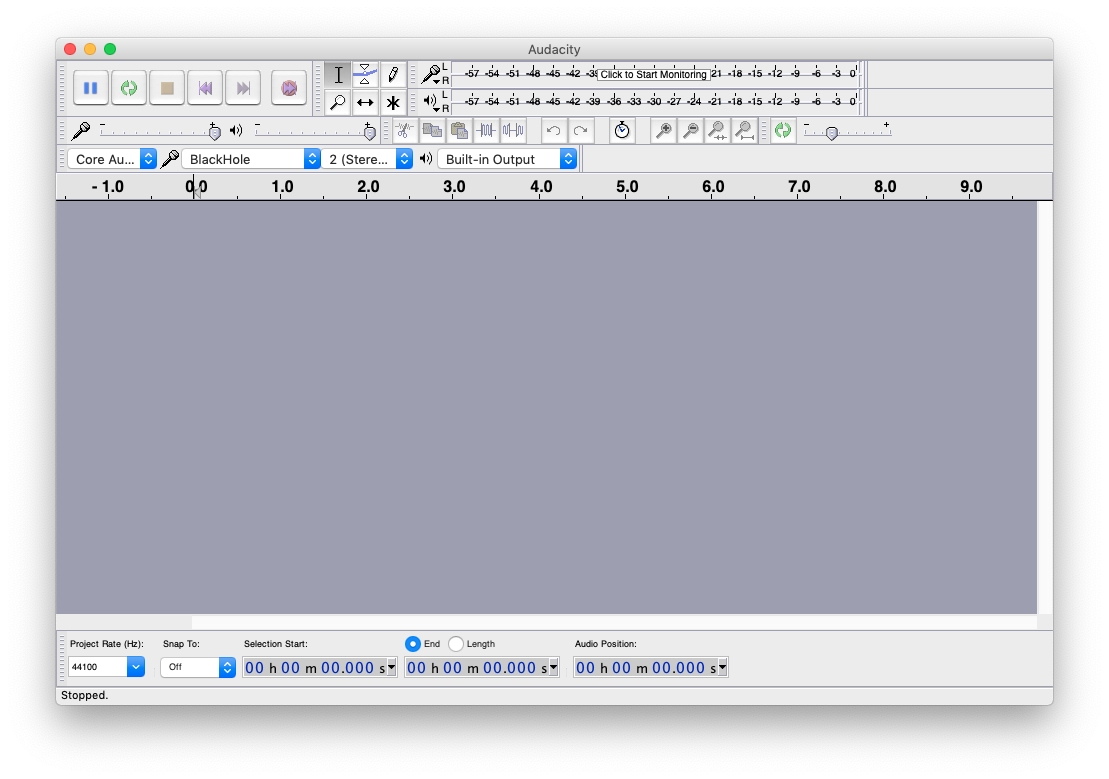 Audacity
L
R
-57 -54 -51 -48 -45 -42 -3 Click to Start Monitoring 21 -18 -15 -12 -9 -6 -3 0
L
R
-57 -54 -51 -48 -45 -42 -39 -36 -33 -30 -27 -24 -21 -18 -15 -12 -9 -6 -3 0
- + - + - +
Core Au... BlackHole 2 (Stere... Built-in Output
- 1.0 0.0 1.0 2.0 3.0 4.0 5.0 6.0 7.0 8.0 9.0
Project Rate (Hz): Snap To: Selection Start: End Length Audio Position:
44100 Off 00 h 00 m 00.000 s 00 h 00 m 00.000 s 00 h 00 m 00.000 s
Stopped.